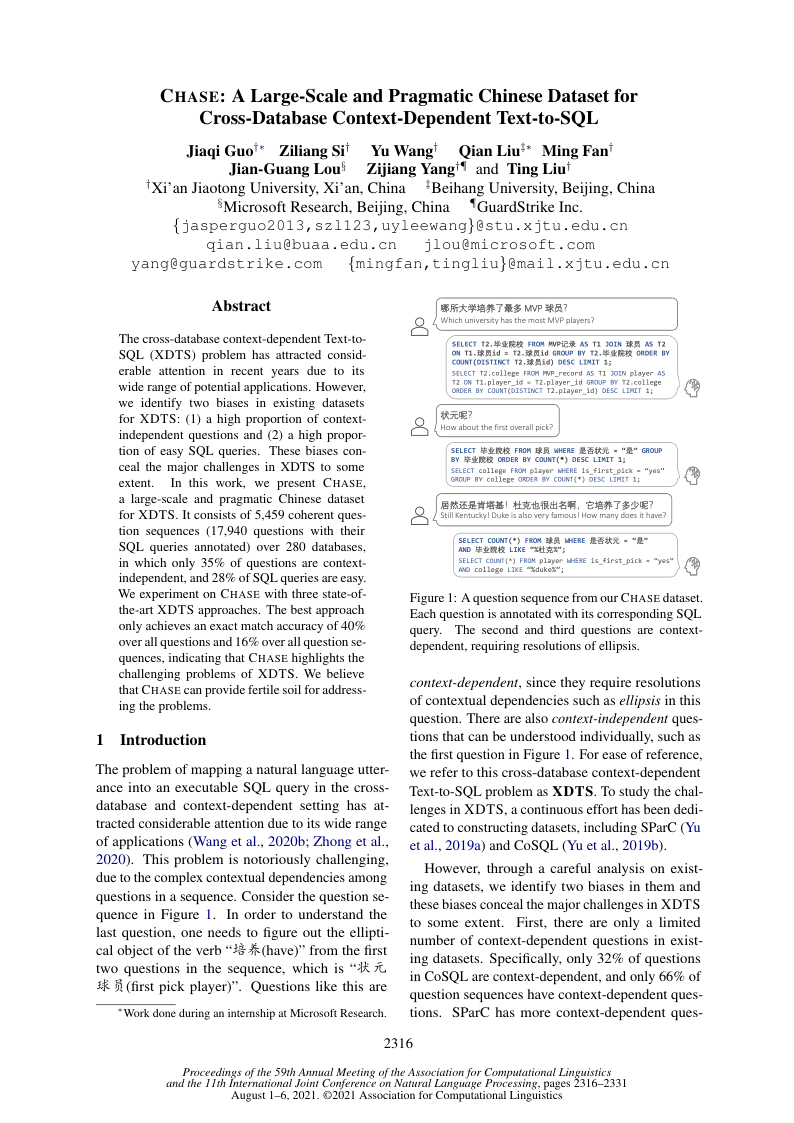 CHASE: A Large-Scale and Pragmatic Chinese Dataset for
Cross-Database Context-Dependent Text-to-SQL
Jiaqi Guo†* Ziliang Si† Yu Wang† Qian Liu‡* Ming Fan†
Jian-Guang Lou§ Zijiang Yang†¶ and Ting Liu†
†Xi'an Jiaotong University, Xi'an, China ‡Beihang University, Beijing, China
§Microsoft Research, Beijing, China ¶GuardStrike Inc.
{jasperguo2013,szl123,uyleewang}@stu.xjtu.edu.cn
qian.liu@buaa.edu.cn jlou@microsoft.com
yang@guardstrike.com {mingfan,tingliu}@mail.xjtu.edu.cn
Abstract
The cross-database context-dependent Text-to-
SQL (XDTS) problem has attracted consid-
erable attention in recent years due to its
wide range of potential applications. However,
we identify two biases in existing datasets
for XDTS: (1) a high proportion of context-
independent questions and (2) a high propor-
tion of easy SQL queries. These biases con-
ceal the major challenges in XDTS to some
extent. In this work, we present CHASE,
a large-scale and pragmatic Chinese dataset
for XDTS. It consists of 5,459 coherent ques-
tion sequences (17,940 questions with their
SQL queries annotated) over 280 databases,
in which only 35% of questions are context-
independent, and 28% of SQL queries are easy.
We experiment on CHASE with three state-of-
the-art XDTS approaches. The best approach
only achieves an exact match accuracy of 40%
over all questions and 16% over all question se-
quences, indicating that CHASE highlights the
challenging problems of XDTS. We believe
that CHASE can provide fertile soil for address-
ing the problems.
1 Introduction
The problem of mapping a natural language utter-
ance into an executable SQL query in the cross-
database and context-dependent setting has at-
tracted considerable attention due to its wide range
of applications (Wang et al., 2020b; Zhong et al.,
2020). This problem is notoriously challenging,
due to the complex contextual dependencies among
questions in a sequence. Consider the question se-
quence in Figure 1. In order to understand the
last question, one needs to figure out the ellipti-
cal object of the verb “培养(have)” from the first
two questions in the sequence, which is “状元
球员(first pick player)”. Questions like this are
*Work done during an internship at Microsoft Research.
哪所大学培养了最多 MVP 球员?
Which university has the most MVP players?
SELECT T2.毕业院校 FROM MVP记录 AS T1 JOIN 球员 AS T2
ON T1.球员id = T2.球员id GROUP BY T2.毕业院校 ORDER BY
COUNT(DISTINCT T2.球员id) DESC LIMIT 1;
SELECT T2.college FROM MVP_record AS T1 JOIN player AS
T2 ON T1.player_id = T2.player_id GROUP BY T2.college
ORDER BY COUNT(DISTINCT T2.player_id) DESC LIMIT 1;
状元呢?
How about the first overall pick?
SELECT 毕业院校 FROM 球员 WHERE 是否状元 = “是” GROUP
BY 毕业院校 ORDER BY COUNT(*) DESC LIMIT 1;
SELECT college FROM player WHERE is_first_pick = “yes”
GROUP BY college ORDER BY COUNT(*) DESC LIMIT 1;
居然还是肯塔基! 杜克也很出名啊, 它培养了多少呢?
Still Kentucky! Duke is also very famous! How many does it have?
SELECT COUNT(*) FROM 球员 WHERE 是否状元 = “是”
AND 毕业院校 LIKE “%杜克%”;
SELECT COUNT(*) FROM player WHERE is_first_pick = “yes”
AND college LIKE “%duke%”;
Figure 1: A question sequence from our CHASE dataset.
Each question is annotated with its corresponding SQL
query. The second and third questions are context-
dependent, requiring resolutions of ellipsis.
context-dependent, since they require resolutions
of contextual dependencies such as ellipsis in this
question. There are also context-independent ques-
tions that can be understood individually, such as
the first question in Figure 1. For ease of reference,
we refer to this cross-database context-dependent
Text-to-SQL problem as XDTS. To study the chal-
lenges in XDTS, a continuous effort has been dedi-
cated to constructing datasets, including SParC (Yu
et al., 2019a) and CoSQL (Yu et al., 2019b).
However, through a careful analysis on exist-
ing datasets, we identify two biases in them and
these biases conceal the major challenges in XDTS
to some extent. First, there are only a limited
number of context-dependent questions in exist-
ing datasets. Specifically, only 32% of questions
in CoSQL are context-dependent, and only 66% of
question sequences have context-dependent ques-
tions. SParC has more context-dependent ques-
2316
Proceedings of the 59th Annual Meeting of the Association for Computational Linguistics
and the 11th International Joint Conference on Natural Language Processing, pages 2316–2331
August 1–6, 2021. ©2021 Association for Computational Linguistics